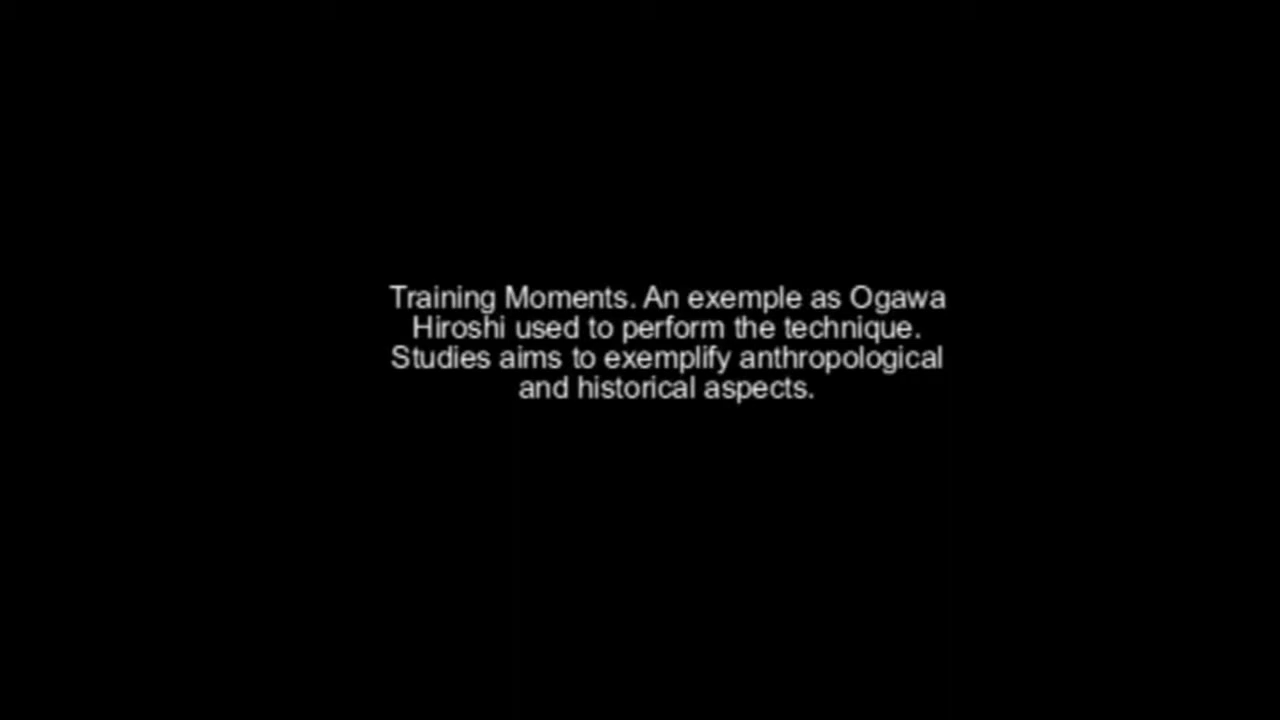 Training Moments. An exemple as Ogawa
Hiroshi used to perform the technique.
Studies aims to exemplify anthropological
and historical aspects.